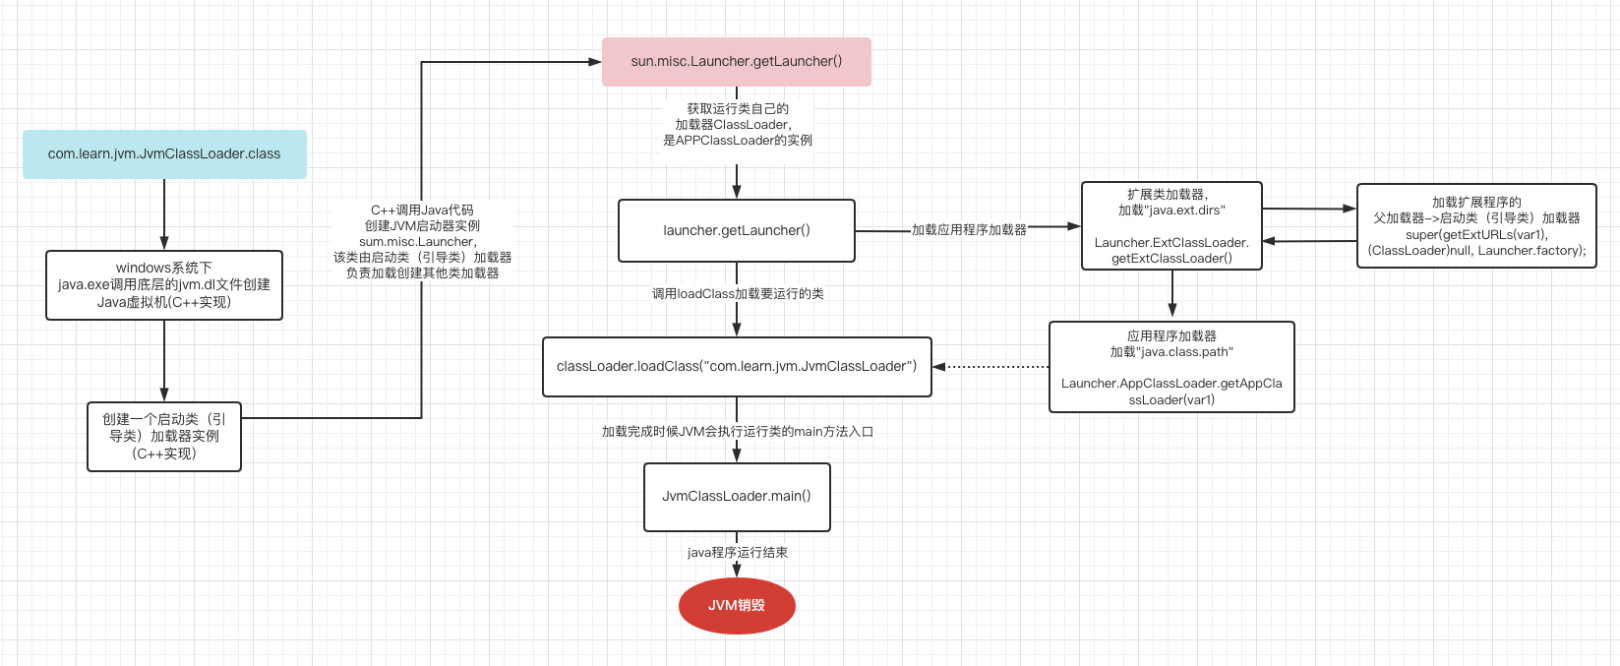 com.learn.jvm.JvmClassLoader.class
windows系统下
java.exe调用底层的jvm.dl文件创建
Java虚拟机(C++实现)
创建一个启动类（引
导类）加载器实例
（C++实现）
C++调用Java代码
创建JVM启动器实例
sum.misc.Launcher,
该类由启动类（引导类）加载器
负责加载创建其他类加载器
sun.misc.Launcher.getLauncher()
获取运行类自己的
加载器ClassLoader,
是APPClassLoader的实例
launcher.getLauncher()
加载应用程序加载器
调用loadClass加载要运行的类
classLoader.loadClass("com.learn.jvm.JvmClassLoader")
加载完成时候JVM会执行运行类的main方法入口
JvmClassLoader.main()
java程序运行结束
JVM销毁
扩展类加载器，
加载"java.ext.dirs"
Launcher.ExtClassLoader.
getExtClassLoader()
加载扩展程序的
父加载器–>启动类（引导类）加载器
super(getExtURLs(var1),
(ClassLoader)null, Launcher.factory);
应用程序加载器
加载"java.class.path"
Launcher.AppClassLoader.getAppCla
ssLoader(var1)